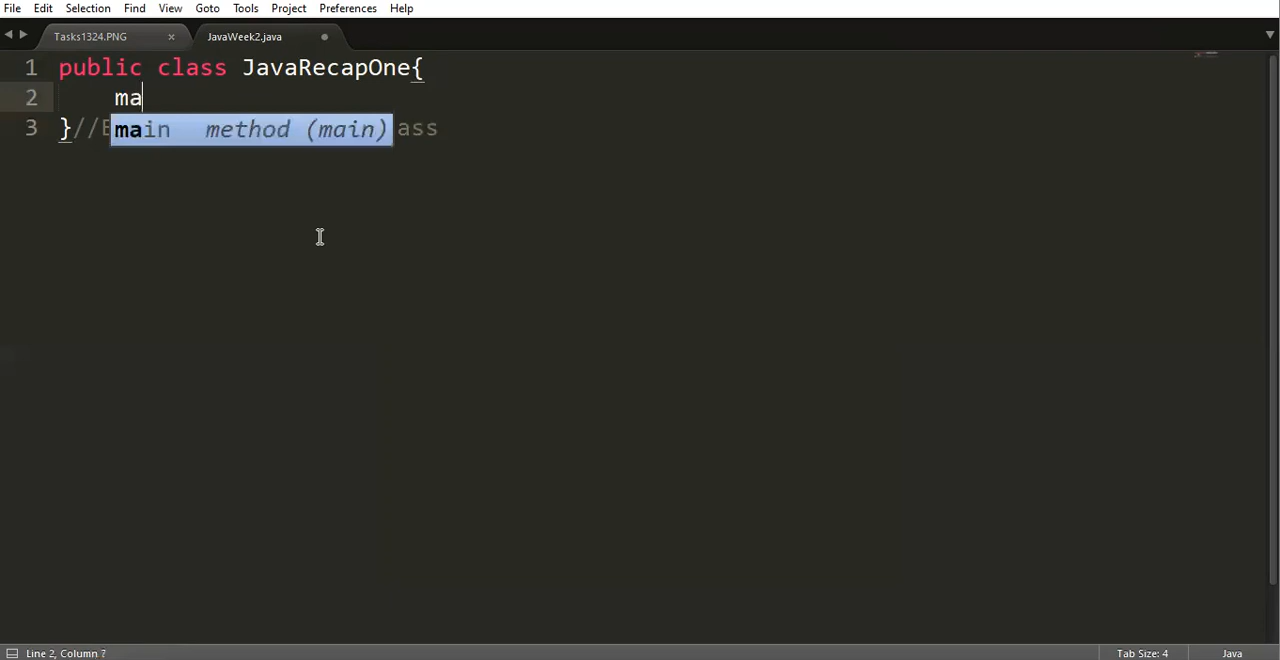 File Edit Selection Find View Goto Tools Project Preferences Help
Tasks1324.PNG × JavaWeek2.java
1 public class JavaRecapOne{
2 ma
3 }// ass
main method (main)
Line 2, Column 7
Tab Size: 4 Java